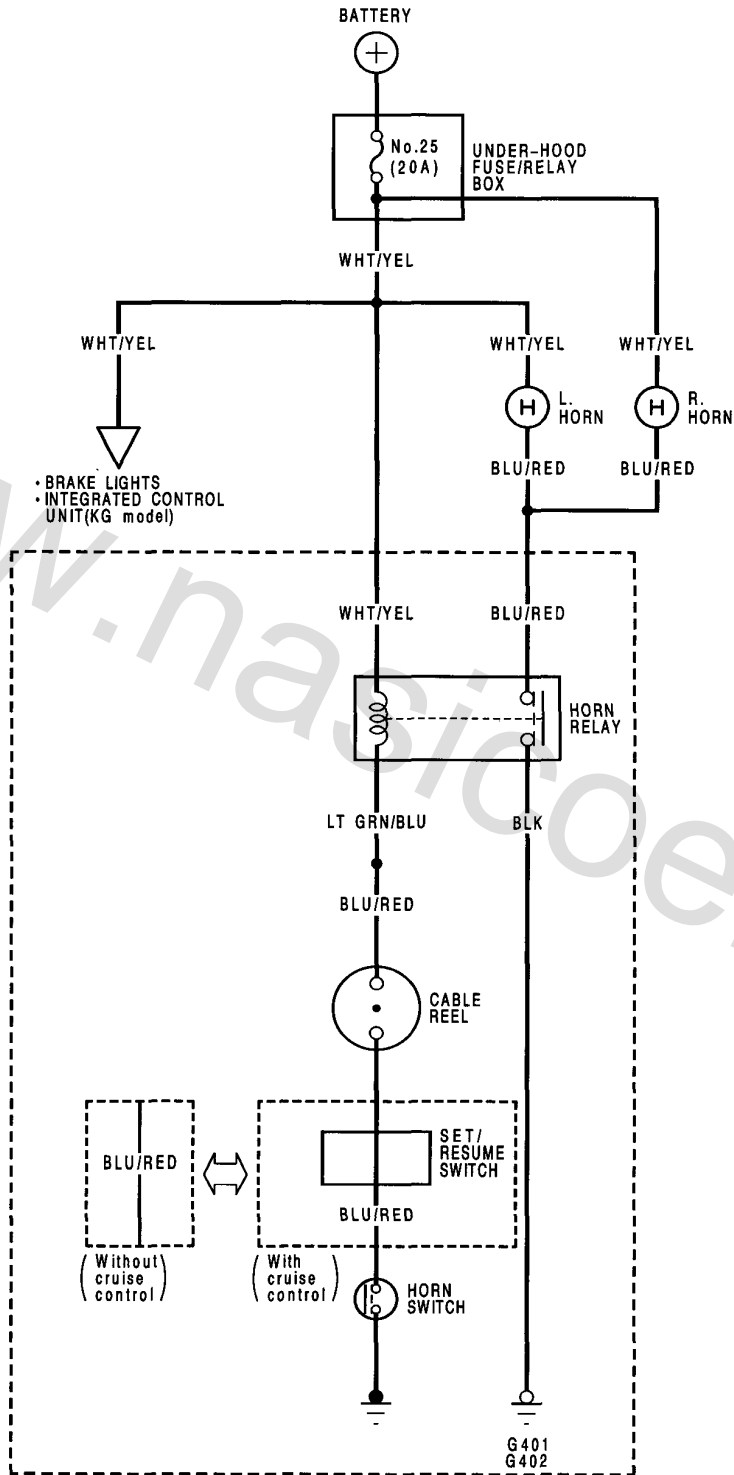 BATTERY
No.25
(20A)
UNDER-HOOD
FUSE/RELAY
BOX
WHT/YEL
WHT/YEL
WHT/YEL
WHT/YEL
L.
HORN
R.
HORN
BLU/RED
BLU/RED
• BRAKE LIGHTS
• INTEGRATED CONTROL
UNIT(KG model)
WHT/YEL
BLU/RED
HORN
RELAY
LT GRN/BLU
BLK
BLU/RED
CABLE
REEL
BLU/RED
SET/
RESUME
SWITCH
BLU/RED
(Without
cruise
control)
(With
cruise
control)
HORN
SWITCH
G401
G402
w.nasicoe